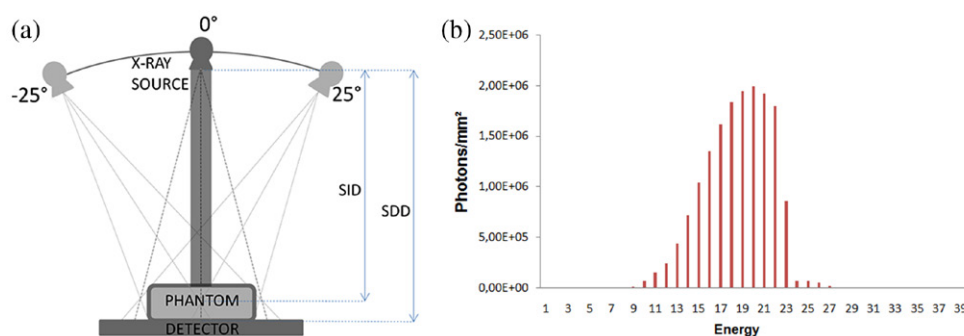 (a)
0°
X-RAY
SOURCE
-25°
25°
SID
SDD
PHANTOM
DETECTOR
(b)
Photons/mm²
2,50E+06
2,00E+06
1,50E+06
1,00E+06
5,00E+05
0,00E+00
1 3 5 7 9 11 13 15 17 19 21 23 25 27 29 31 33 35 37 39
Energy